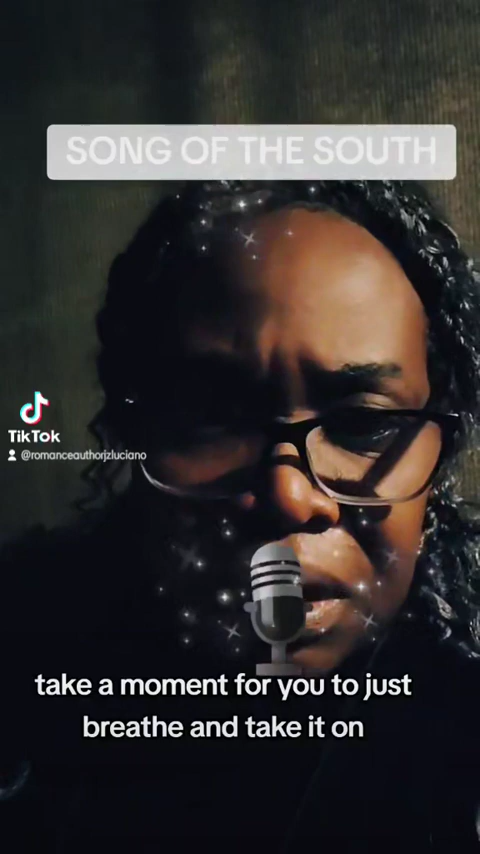 SONG OF THE SOUTH
TikTok
@romanceauthorjzluciano
take a moment for you to just
breathe and take it on